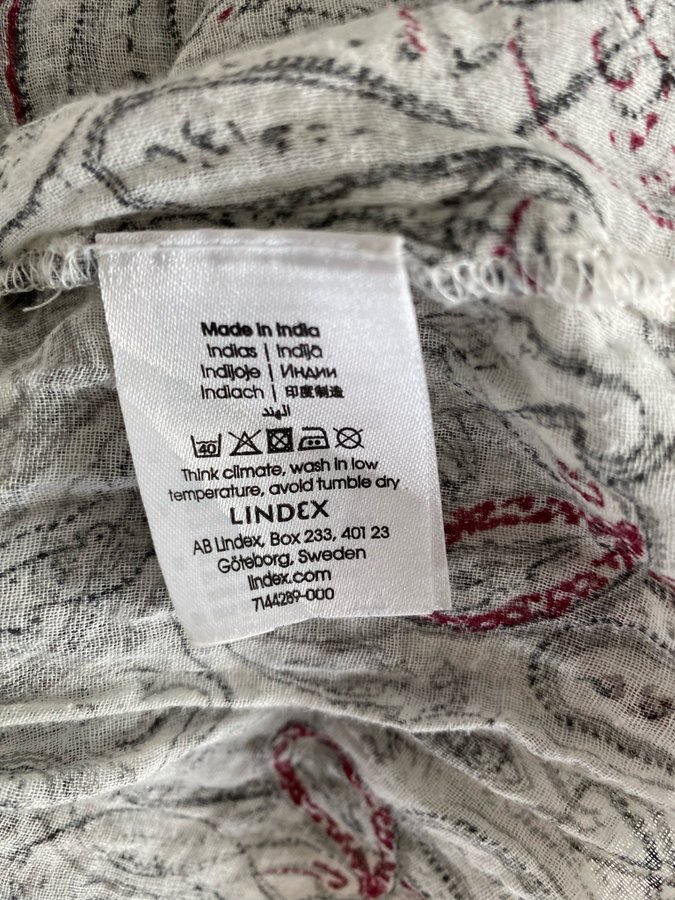 Made in India
Indias | Indijā
Indijoje | Индии
Indiach | 印度制造
الهند
40
Think climate, wash in low
temperature, avoid tumble dry
LINDEX
AB Lindex, Box 233, 401 23
Göteborg, Sweden
lindex.com
7144289-000